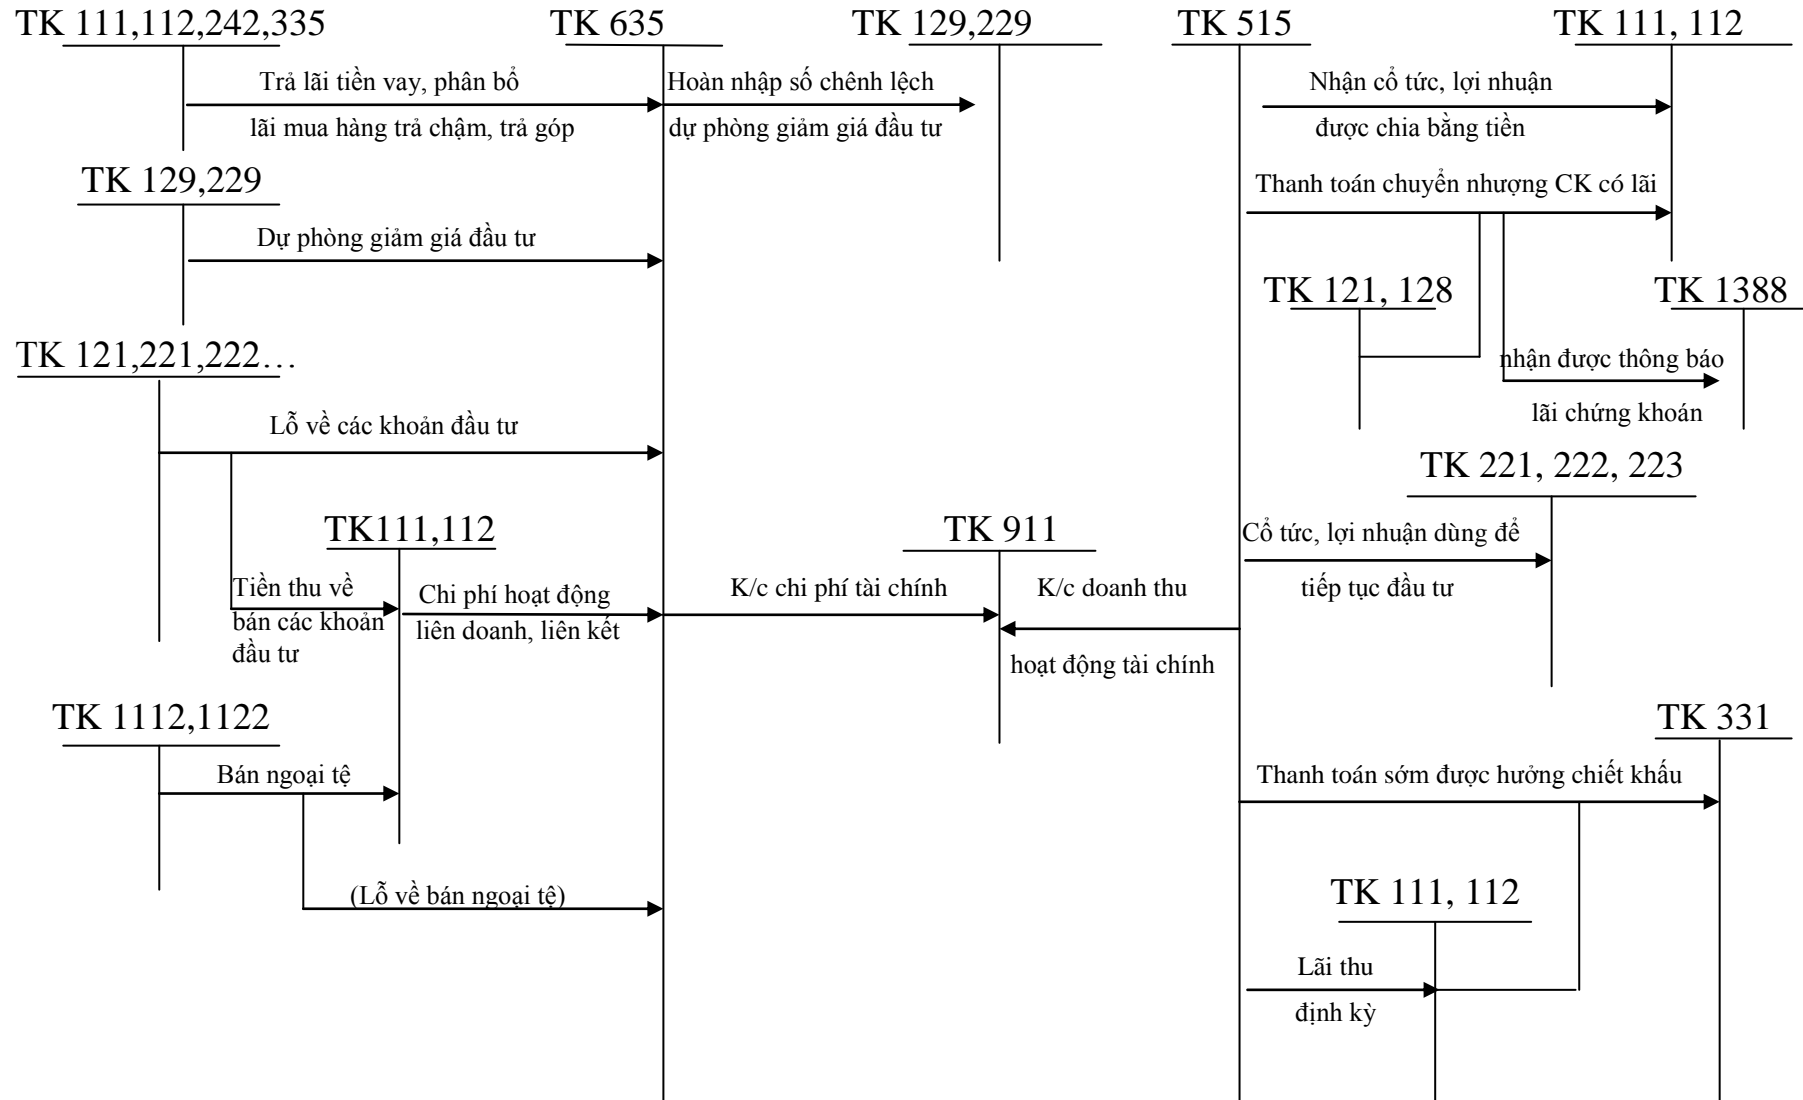 TK 111,112,242,335
TK 635
TK 129,229
TK 515
TK 111, 112
Trả lãi tiền vay, phân bổ
lãi mua hàng trả chậm, trả góp
Hoàn nhập số chênh lệch
dự phòng giảm giá đầu tư
Nhận cổ tức, lợi nhuận
được chia bằng tiền
TK 129,229
Thanh toán chuyển nhượng CK có lãi
Dự phòng giảm giá đầu tư
TK 121, 128
TK 1388
TK 121,221,222…
nhận được thông báo
lãi chứng khoán
Lỗ về các khoản đầu tư
TK 221, 222, 223
TK111,112
TK 911
Cổ tức, lợi nhuận dùng để
tiếp tục đầu tư
Tiền thu về
bán các khoản
đầu tư
Chi phí hoạt động
liên doanh, liên kết
K/c chi phí tài chính
K/c doanh thu
hoạt động tài chính
TK 1112,1122
TK 331
Bán ngoại tệ
Thanh toán sớm được hưởng chiết khấu
(Lỗ về bán ngoại tệ)
TK 111, 112
Lãi thu
định kỳ